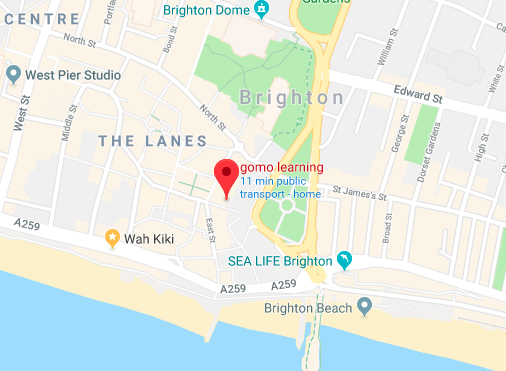 Gardens
Brighton Dome
CENTRE
Portland
Bond St
North St
William St
West Pier Studio
White St
Edward St
Brighton
North St
West St
Middle St
George St
Dorset Gardens
High St
THE LANES
gomo learning
11 min public
transport - home
St James's St
A259
East St
Broad St
Wah Kiki
SEA LIFE Brighton
A259
A259
Brighton Beach